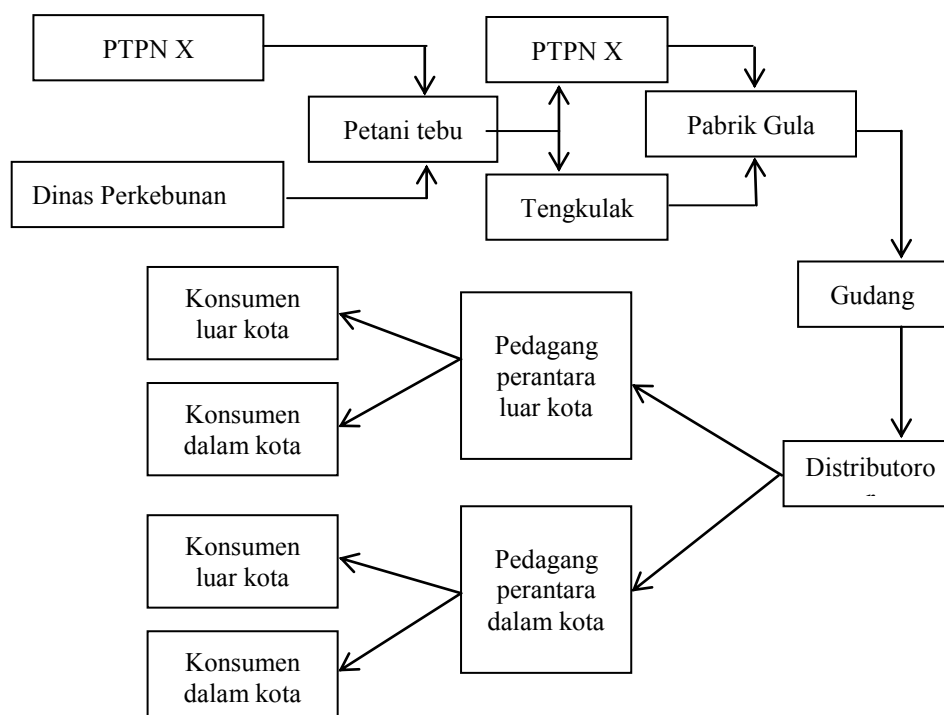 PTPN X
PTPN X
Petani tebu
Pabrik Gula
Dinas Perkebunan
Tengkulak
Gudang
Konsumen
luar kota
Pedagang
perantara
luar kota
Konsumen
dalam kota
Distributoro
Konsumen
luar kota
Pedagang
perantara
dalam kota
Konsumen
dalam kota